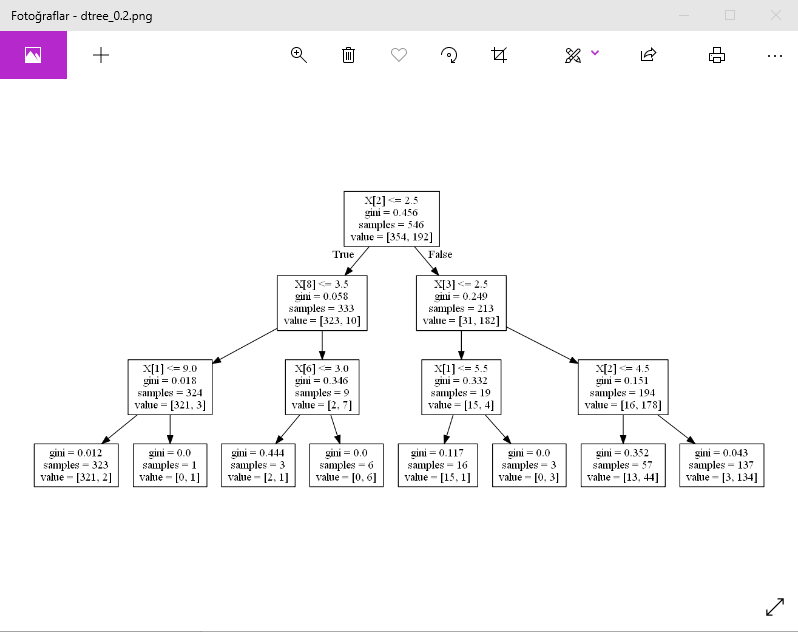 Fotoğraflar - dtree_0.2.png
X[2] <= 2.5
gini = 0.456
samples = 546
value = [354, 192]
True
False
X[8] <= 3.5
gini = 0.058
samples = 333
value = [323, 10]
X[3] <= 2.5
gini = 0.249
samples = 213
value = [31, 182]
X[1] <= 9.0
gini = 0.018
samples = 324
value = [321, 3]
X[6] <= 3.0
gini = 0.346
samples = 9
value = [2, 7]
X[1] <= 5.5
gini = 0.332
samples = 19
value = [15, 4]
X[2] <= 4.5
gini = 0.151
samples = 194
value = [16, 178]
gini = 0.012
samples = 323
value = [321, 2]
gini = 0.0
samples = 1
value = [0, 1]
gini = 0.444
samples = 3
value = [2, 1]
gini = 0.0
samples = 6
value = [0, 6]
gini = 0.117
samples = 16
value = [15, 1]
gini = 0.0
samples = 3
value = [0, 3]
gini = 0.352
samples = 57
value = [13, 44]
gini = 0.043
samples = 137
value = [3, 134]